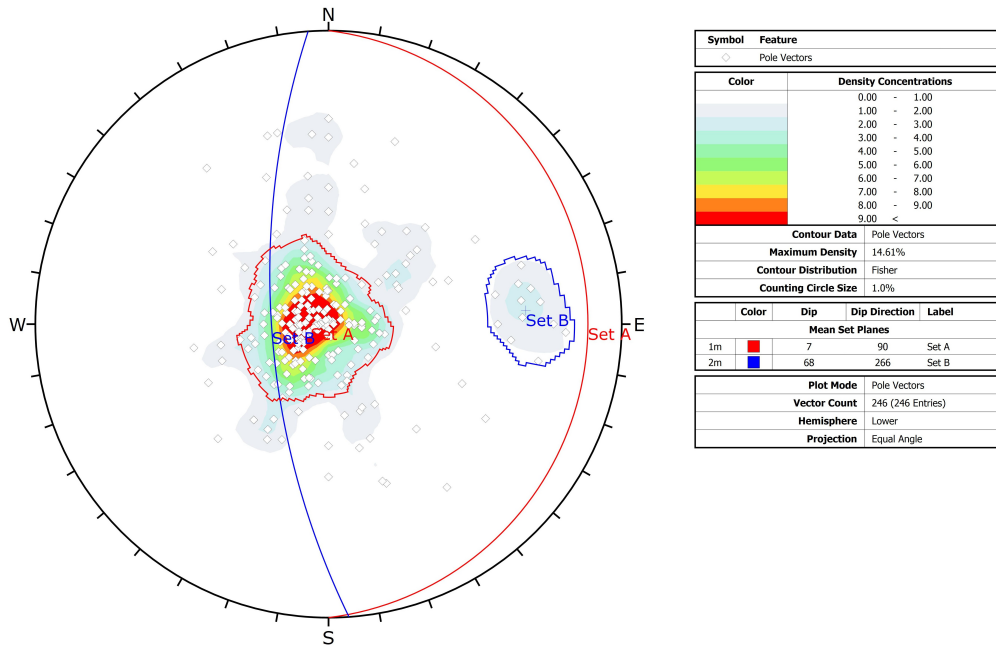 N
W
E
S
Set B
Set A
Set B
Set A
Symbol Feature
Pole Vectors
Color Density Concentrations
0.00 - 1.00
1.00 - 2.00
2.00 - 3.00
3.00 - 4.00
4.00 - 5.00
5.00 - 6.00
6.00 - 7.00
7.00 - 8.00
8.00 - 9.00
9.00 <
Contour Data Pole Vectors
Maximum Density 14.61%
Contour Distribution Fisher
Counting Circle Size 1.0%
Color Dip Dip Direction Label
Mean Set Planes
1m 7 90 Set A
2m 68 266 Set B
Plot Mode Pole Vectors
Vector Count 246 (246 Entries)
Hemisphere Lower
Projection Equal Angle